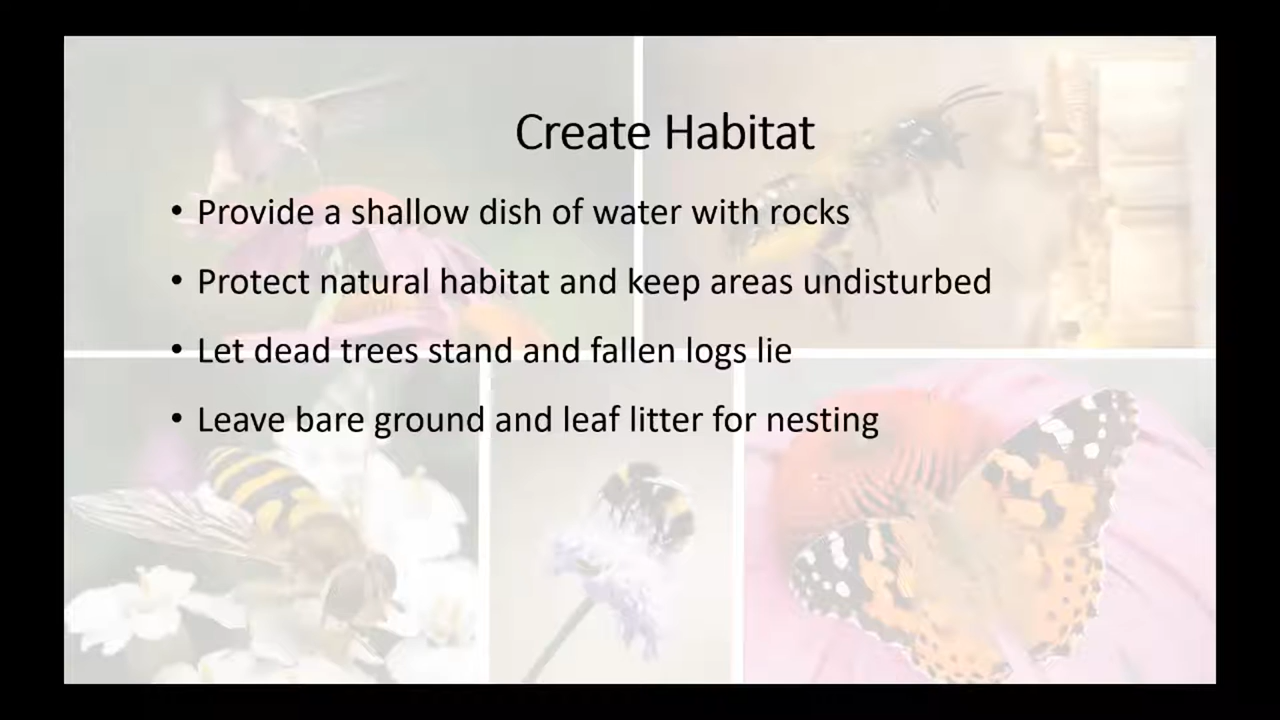 Create Habitat
• Provide a shallow dish of water with rocks
• Protect natural habitat and keep areas undisturbed
• Let dead trees stand and fallen logs lie
• Leave bare ground and leaf litter for nesting